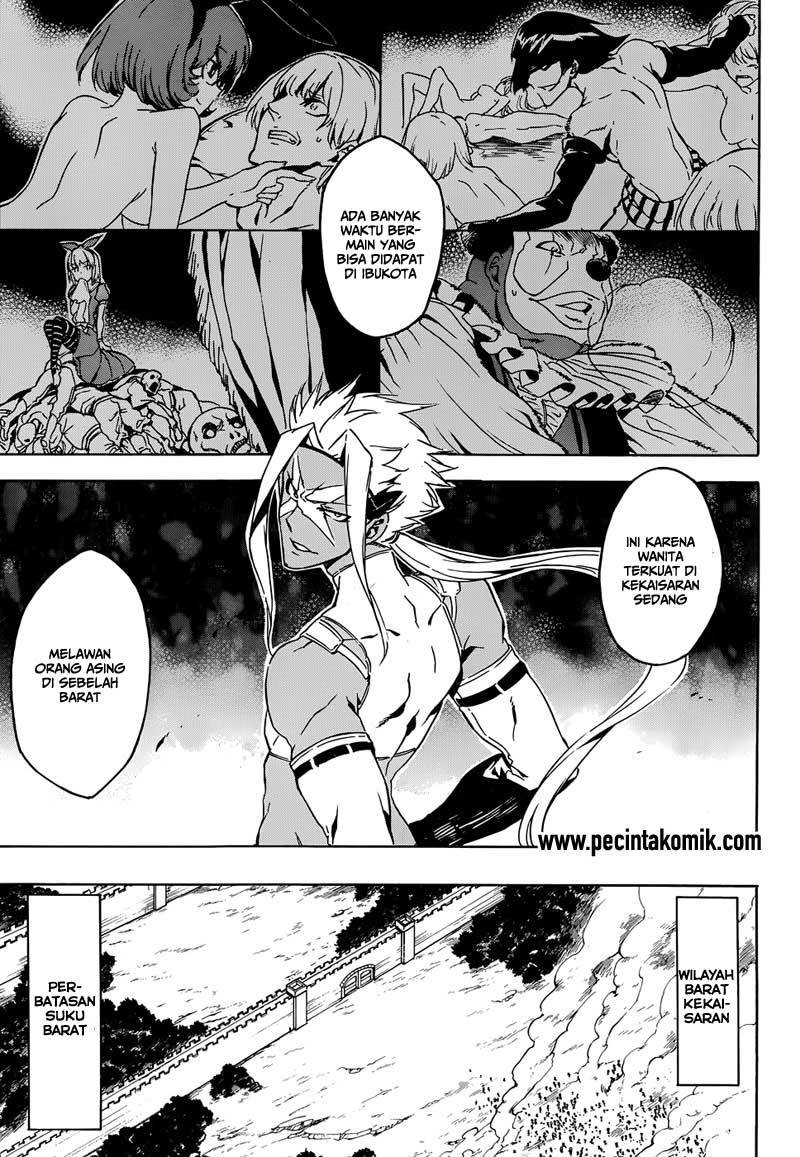 ADA BANYAK
WAKTU BER-
MAIN YANG
BISA DIDAPAT
DI IBUKOTA
INI KARENA
WANITA
TERKUAT DI
KEKAISARAN
SEDANG
MELAWAN
ORANG ASING
DI SEBELAH
BARAT
www.pecintakomik.com
WILAYAH
BARAT
KEKAI-
SARAN
PER-
BATASAN
SUKU
BARAT